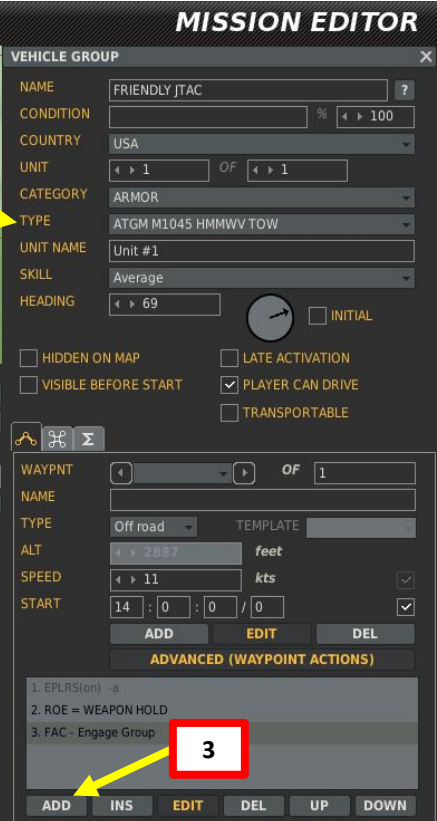 MISSION EDITOR
VEHICLE GROUP X
NAME FRIENDLY JTAC ?
CONDITION % 100
COUNTRY USA
UNIT 1 OF 1
CATEGORY ARMOR
TYPE ATGM M1045 HMMWV TOW
UNIT NAME Unit #1
SKILL Average
HEADING 69 INITIAL
HIDDEN ON MAP LATE ACTIVATION
VISIBLE BEFORE START PLAYER CAN DRIVE
TRANSPORTABLE
Σ
WAYPNT OF 1
NAME
TYPE Off road TEMPLATE
ALT 2887 feet
SPEED 11 kts
START 14 : 0 : 0 / 0
ADD EDIT DEL
ADVANCED (WAYPOINT ACTIONS)
1. EPLRS(on) -a
2. ROE = WEAPON HOLD
3. FAC - Engage Group
3
ADD INS EDIT DEL UP DOWN